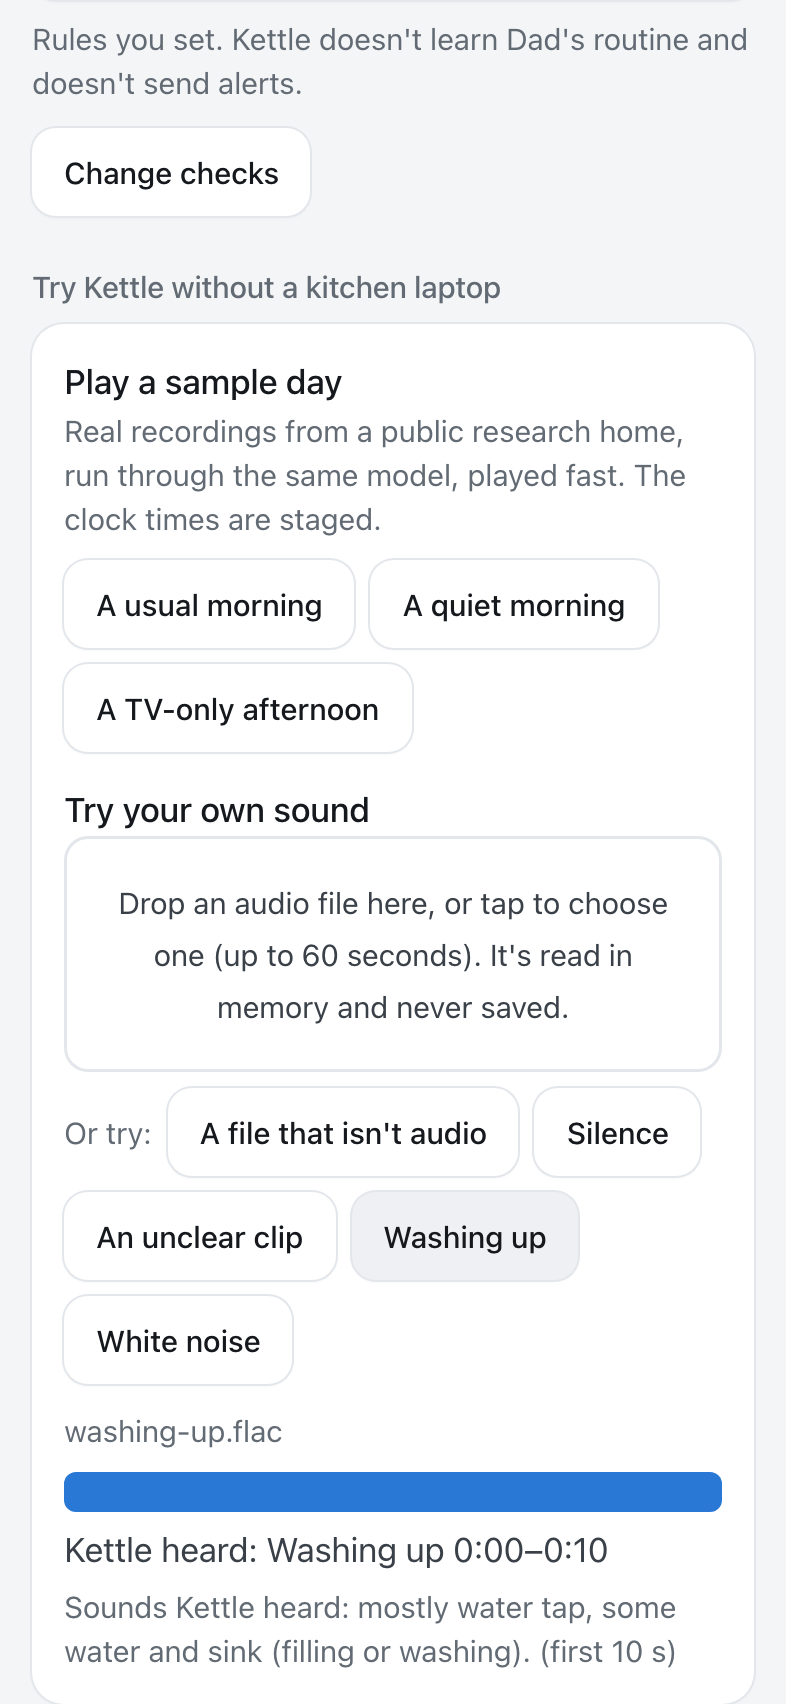 Rules you set. Kettle doesn't learn Dad's routine and
doesn't send alerts.
Change checks
Try Kettle without a kitchen laptop
Play a sample day
Real recordings from a public research home,
run through the same model, played fast. The
clock times are staged.
A usual morning
A quiet morning
A TV-only afternoon
Try your own sound
Drop an audio file here, or tap to choose
one (up to 60 seconds). It's read in
memory and never saved.
Or try:
A file that isn't audio
Silence
An unclear clip
Washing up
White noise
washing-up.flac
Kettle heard: Washing up 0:00–0:10
Sounds Kettle heard: mostly water tap, some
water and sink (filling or washing). (first 10 s)